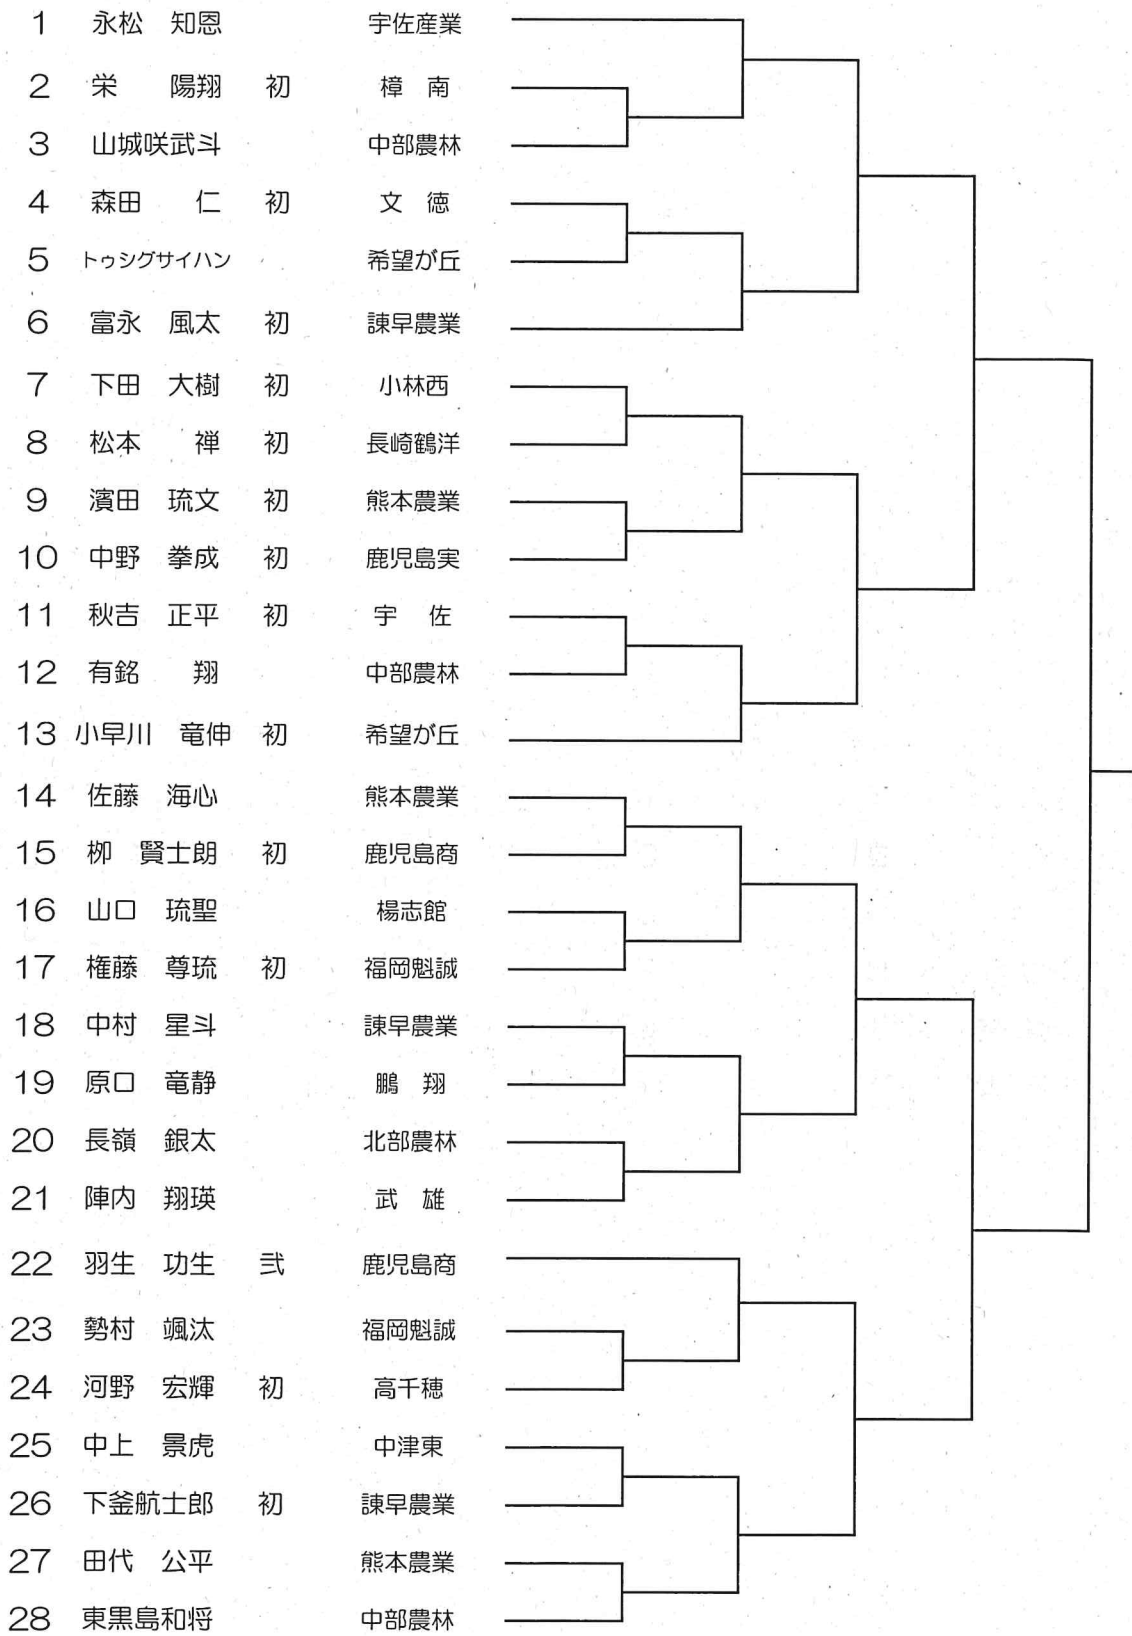 1 永松 知恩 宇佐産業
2 栄 陽翔 初 樟 南
3 山城咲武斗 中部農林
4 森田 仁 初 文 徳
5 トゥシグサイハン 希望が丘
6 富永 風太 初 諫早農業
7 下田 大樹 初 小林西
8 松本 禅 初 長崎鶴洋
9 濱田 琉文 初 熊本農業
10 中野 拳成 初 鹿児島実
11 秋吉 正平 初 宇 佐
12 有銘 翔 中部農林
13 小早川 竜伸 初 希望が丘
14 佐藤 海心 熊本農業
15 栁 賢士朗 初 鹿児島商
16 山口 琉聖 楊志館
17 権藤 尊琉 初 福岡魁誠
18 中村 星斗 諫早農業
19 原口 竜静 鵬 翔
20 長嶺 銀太 北部農林
21 陣内 翔瑛 武 雄
22 羽生 功生 弐 鹿児島商
23 勢村 颯汰 福岡魁誠
24 河野 宏輝 初 高千穂
25 中上 景虎 中津東
26 下釜航士郎 初 諫早農業
27 田代 公平 熊本農業
28 東黒島和将 中部農林